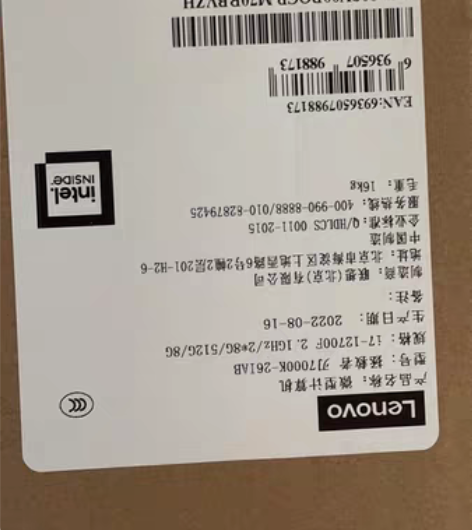 Lenovo
产品名称：微型计算机
型号：拯救者 刃7000K-26IAB
规格：i7-12700F 2.1GHz/2*8G/512G/8G
生产日期：2022-08-16
备注：
制造商：联想(北京)有限公司
地址：北京市海淀区上地西路6号2幢2层201-H2-6
中国制造
企业标准:Q/HDLCS 0011-2015
服务热线：400-990-8888/010-82879425
毛重：16kg
intel.
INSIDE™
CCC
EAN:6936507988173
6 936507 988173